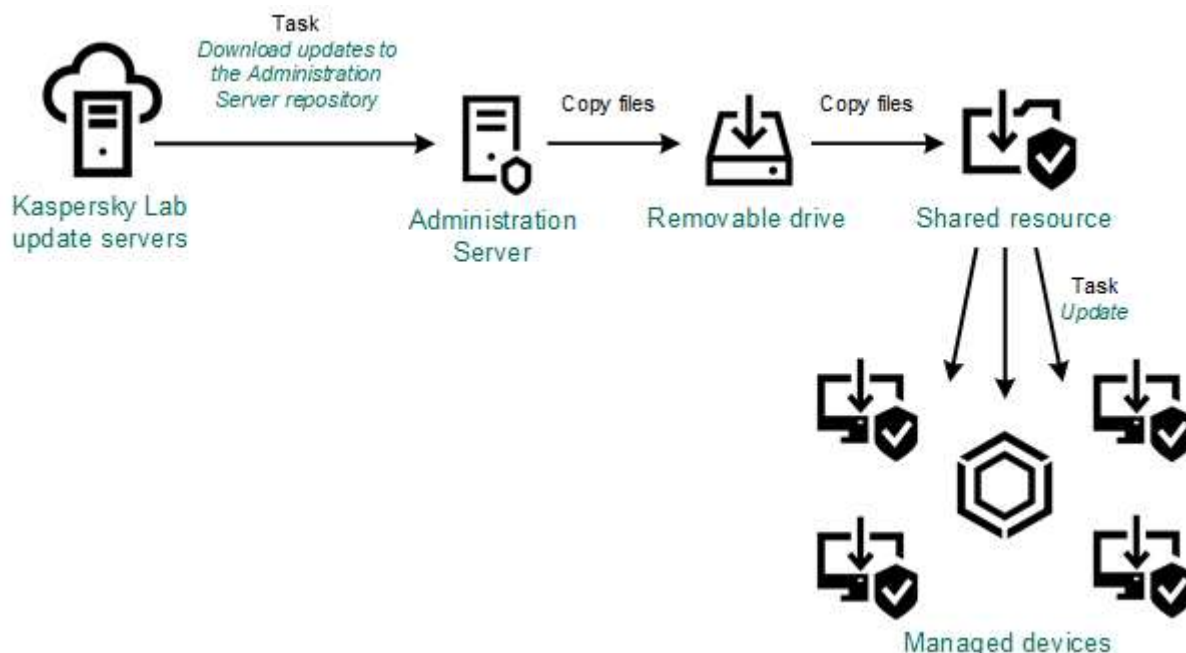 Task
Download updates to
the Administration
Server repository
Copy files
Copy files
Kaspersky Lab
update servers
Administration
Server
Removable drive
Shared resource
Task
Update
Managed devices